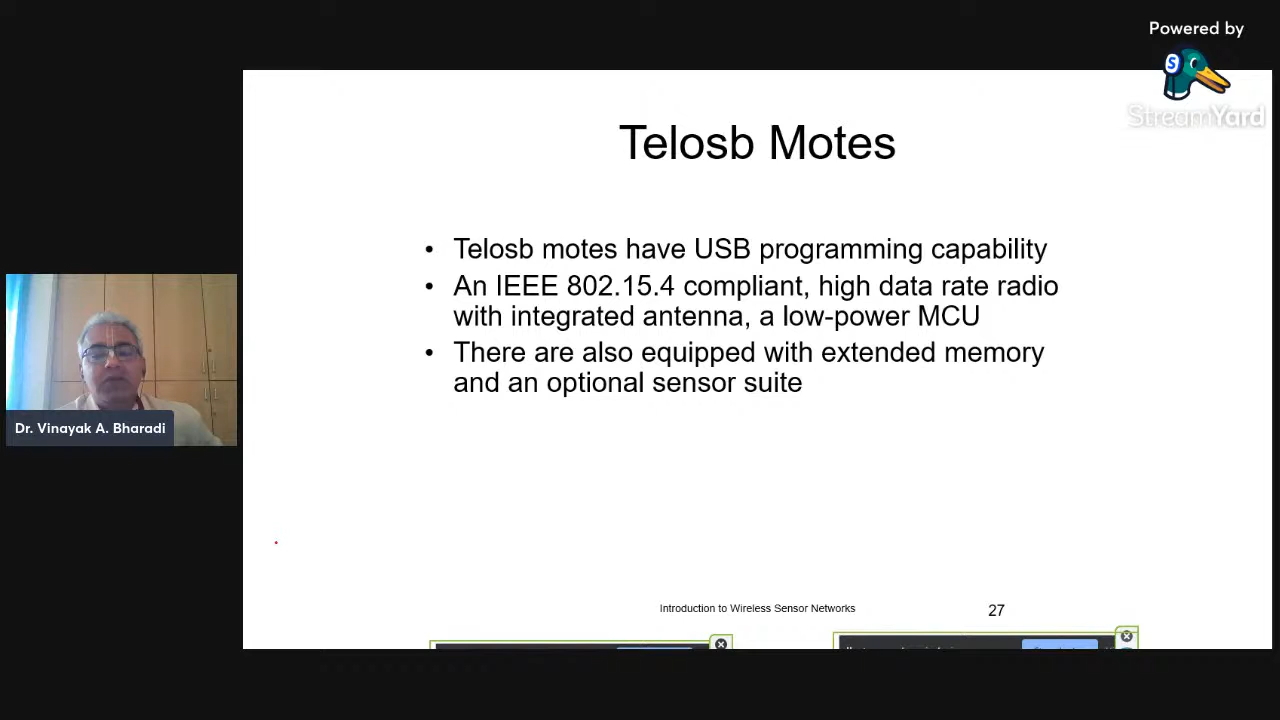 Powered by
S
StreamYard
Telosb Motes
• Telosb motes have USB programming capability
• An IEEE 802.15.4 compliant, high data rate radio
with integrated antenna, a low-power MCU
• There are also equipped with extended memory
and an optional sensor suite
Dr. Vinayak A. Bharadi
Introduction to Wireless Sensor Networks
27